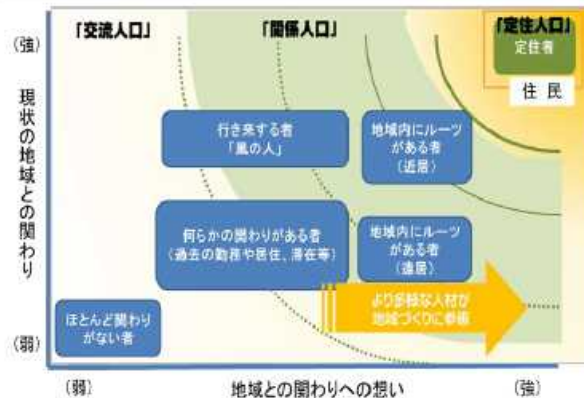 「交流人口」
「関係人口」
「定住人口」
定住者
住 民
(強)
現状の地域との関わり
(弱)
行き来する者
「風の人」
地域内にルーツ
がある者
(近居)
何らかの関わりがある者
(過去の勤務や居住、滞在等)
地域内にルーツ
がある者
(遠居)
より多様な人材が
地域づくりに参画
ほとんど関わり
がない者
(弱)
地域との関わりへの想い
(強)